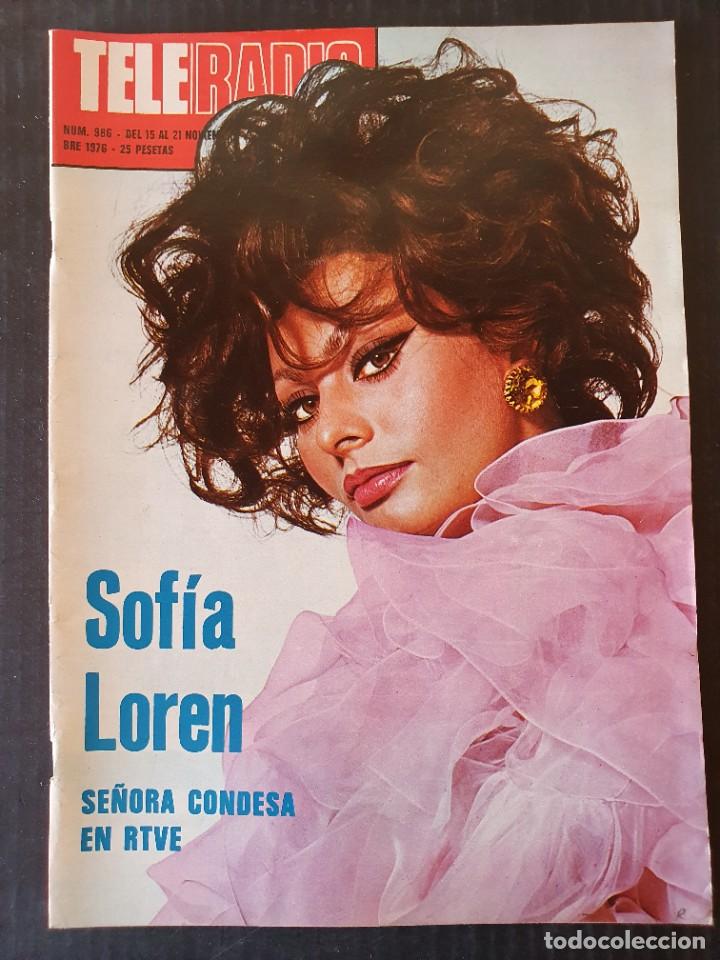 TELERADIO
NUM. 986 - DEL 15 AL 21 NOVIEM
BRE 1976 - 25 PESETAS
Sofía
Loren
SEÑORA CONDESA
EN RTVE
todocoleccion